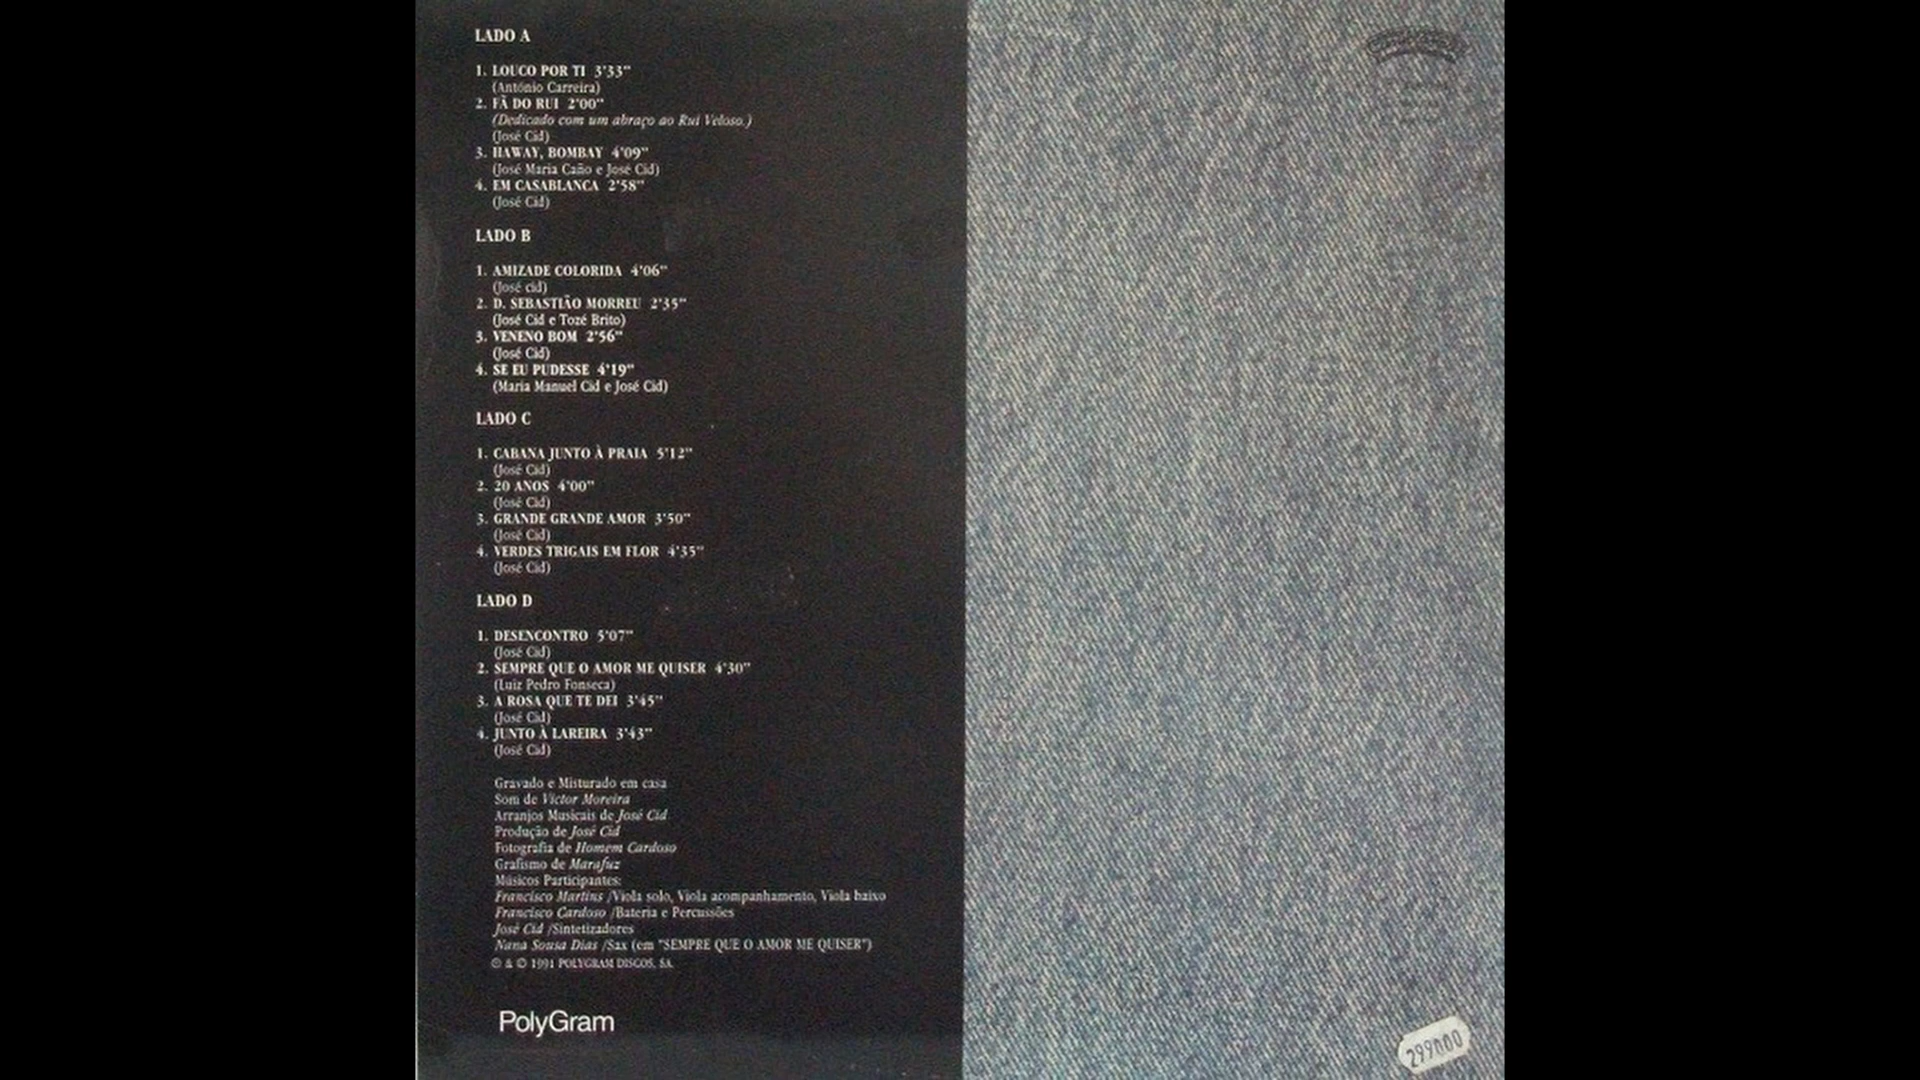 LADO A
1. LOUCO POR TI 3'33"
(António Carreira)
2. FÃ DO RUI 2'00"
(Dedicado com um abraço ao Rui Veloso.)
(José Cid)
3. HAWAY, BOMBAY 4'09"
(José Maria Caño e José Cid)
4. EM CASABLANCA 2'58"
(José Cid)
LADO B
1. AMIZADE COLORIDA 4'06"
(José cid)
2. D. SEBASTIÃO MORREU 2'35"
(José Cid e Tozé Brito)
3. VENENO BOM 2'56"
(José Cid)
4. SE EU PUDESSE 4'19"
(Maria Manuel Cid e José Cid)
LADO C
1. CABANA JUNTO À PRAIA 5'12"
(José Cid)
2. 20 ANOS 4'00"
(José Cid)
3. GRANDE GRANDE AMOR 3'50"
(José Cid)
4. VERDES TRIGAIS EM FLOR 4'35"
(José Cid)
LADO D
1. DESENCONTRO 5'07"
(José Cid)
2. SEMPRE QUE O AMOR ME QUISER 4'30"
(Luiz Pedro Fonseca)
3. A ROSA QUE TE DEI 3'45"
(José Cid)
4. JUNTO À LAREIRA 3'43"
(José Cid)
Gravado e Misturado em casa
Som de Victor Moreira
Arranjos Musicais de José Cid
Produção de José Cid
Fotografia de Homem Cardoso
Grafismo de Marafuz
Músicos Participantes:
Francisco Martins /Viola solo, Viola acompanhamento, Viola baixo
Francisco Cardoso /Bateria e Percussões
José Cid /Sintetizadores
Nana Sousa Dias /Sax (em "SEMPRE QUE O AMOR ME QUISER")
℗ & © 1991 POLYGRAM DISCOS, SA.
PolyGram
299000